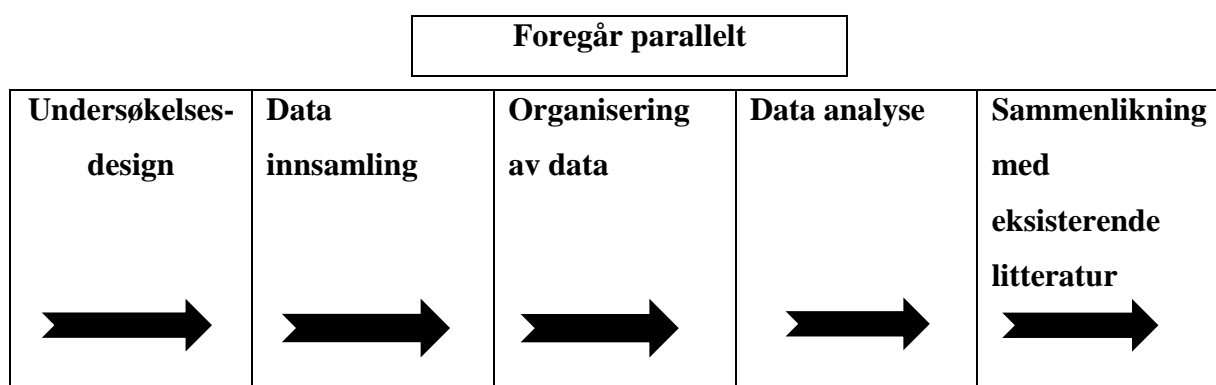 Foregår parallelt
Undersøkelses-
design
Data
innsamling
Organisering
av data
Data analyse
Sammenlikning
med
eksisterende
litteratur